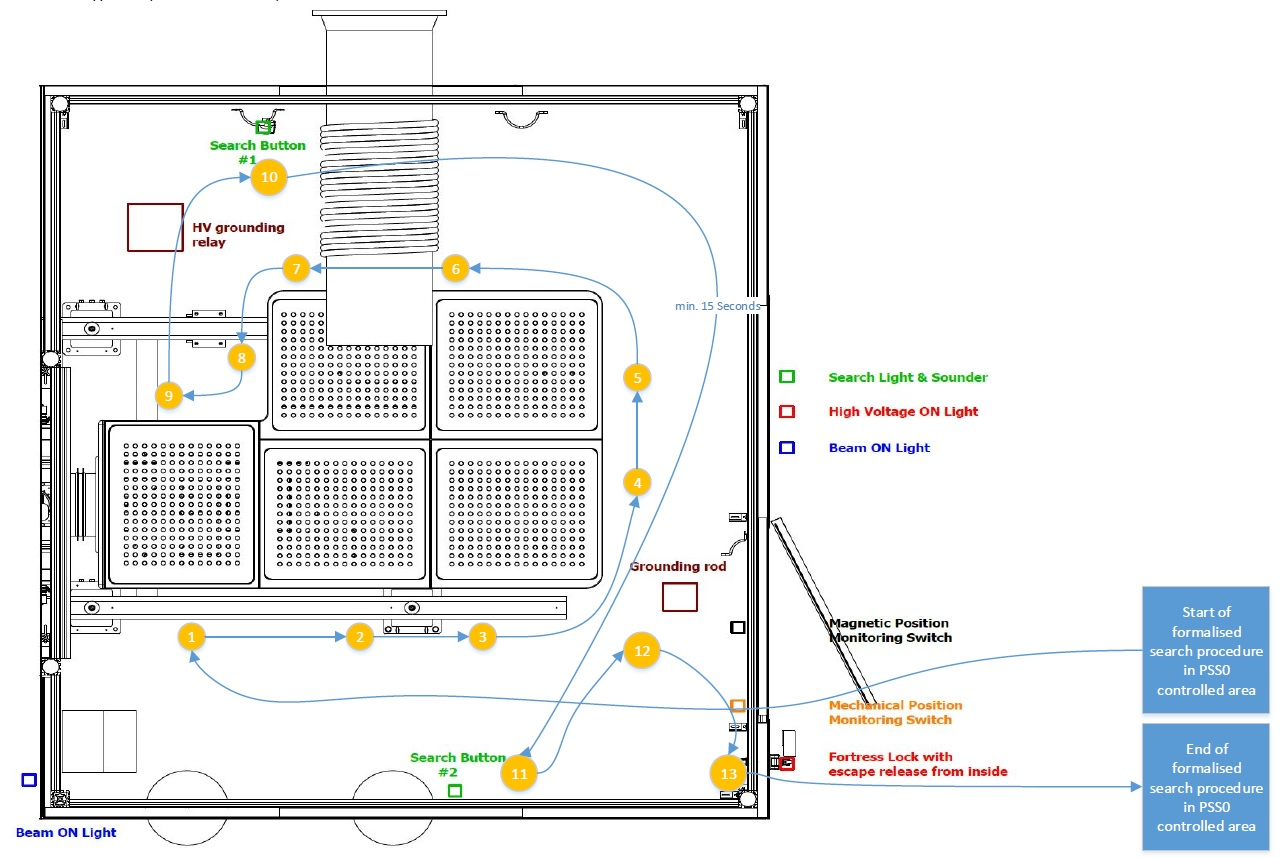 Search Button
#1
10
HV grounding
relay
7
6
min. 15 Seconds
8
5
9
Search Light & Sounder
High Voltage ON Light
Beam ON Light
4
Grounding rod
1
2
3
12
Magnetic Position
Monitoring Switch
Mechanical Position
Monitoring Switch
Start of
formalised
search procedure
in PSS0
controlled area
Search Button
#2
11
13
Fortress Lock with
escape release from inside
End of
formalised
search procedure
in PSS0
controlled area
Beam ON Light